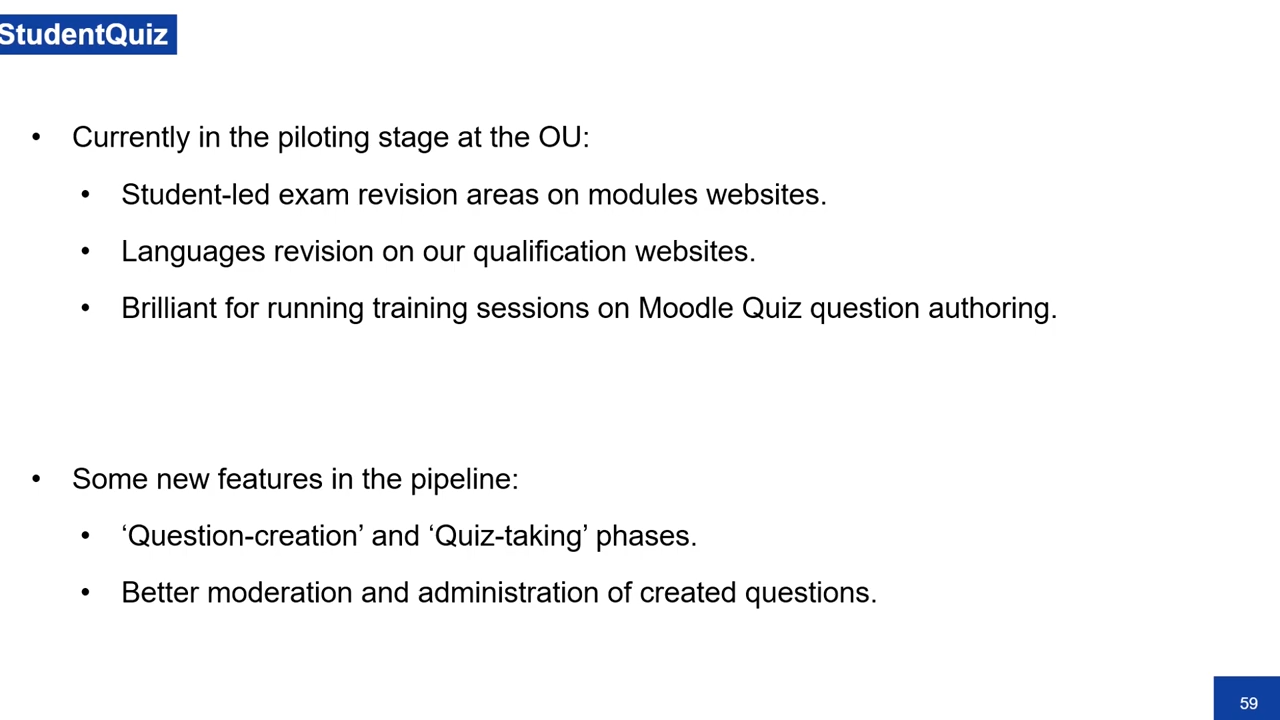 StudentQuiz
• Currently in the piloting stage at the OU:
• Student-led exam revision areas on modules websites.
• Languages revision on our qualification websites.
• Brilliant for running training sessions on Moodle Quiz question authoring.
• Some new features in the pipeline:
• ‘Question-creation’ and ‘Quiz-taking’ phases.
• Better moderation and administration of created questions.
59